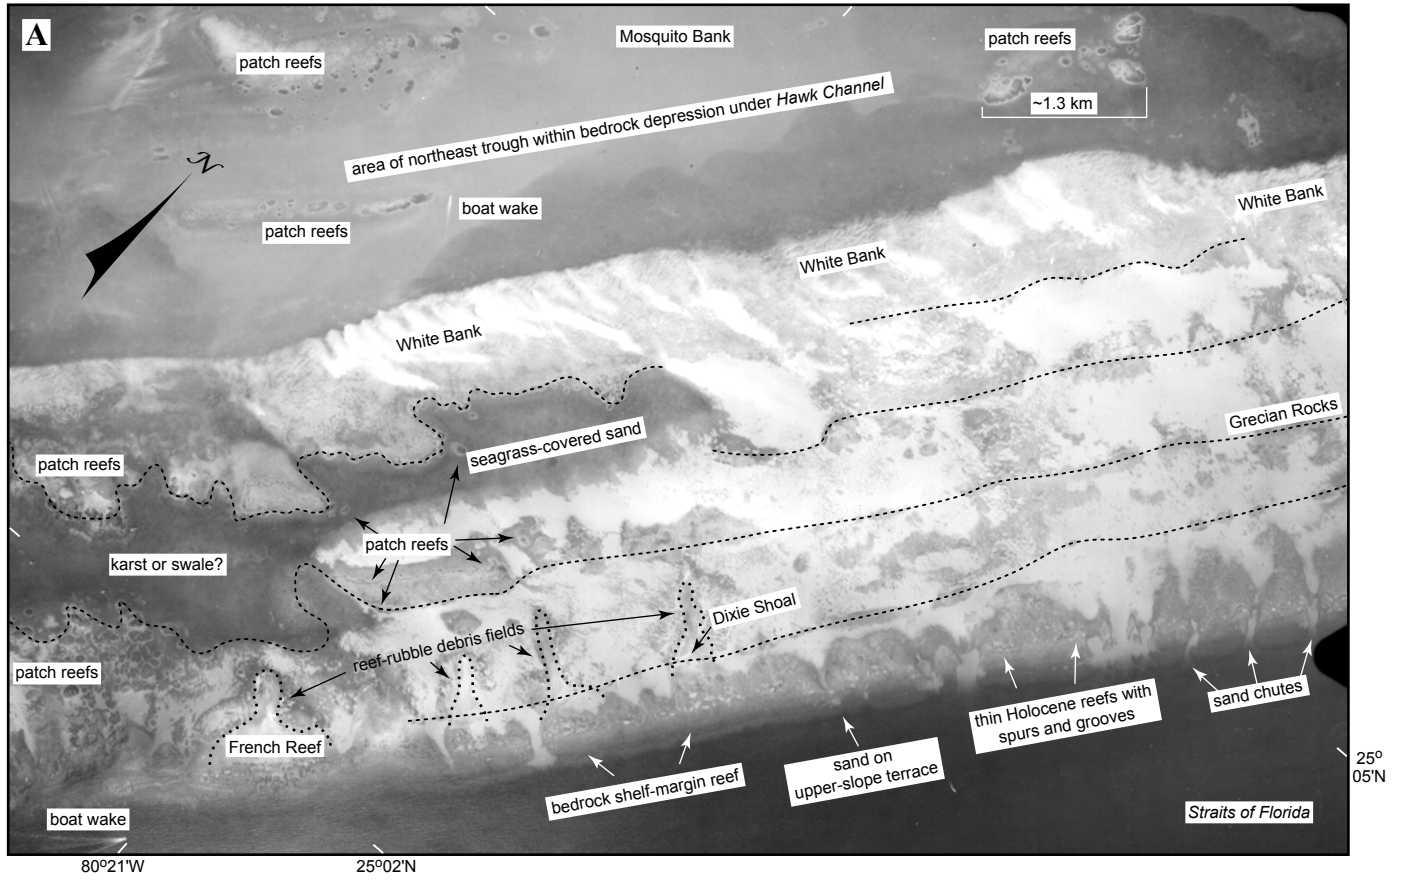 A
Mosquito Bank
patch reefs
patch reefs
~1.3 km
area of northeast trough within bedrock depression under Hawk Channel
N
boat wake
patch reefs
White Bank
White Bank
White Bank
Grecian Rocks
seagrass-covered sand
patch reefs
patch reefs
karst or swale?
Dixie Shoal
reef-rubble debris fields
patch reefs
French Reef
thin Holocene reefs with
spurs and grooves
sand chutes
sand on
upper-slope terrace
bedrock shelf-margin reef
25º
05'N
Straits of Florida
boat wake
80º21'W
25º02'N